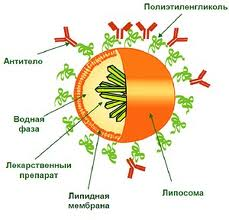 Полиэтиленгликоль
Антитело
Водная
фаза
Лекарственный
препарат
Липидная
мембрана
Липосома